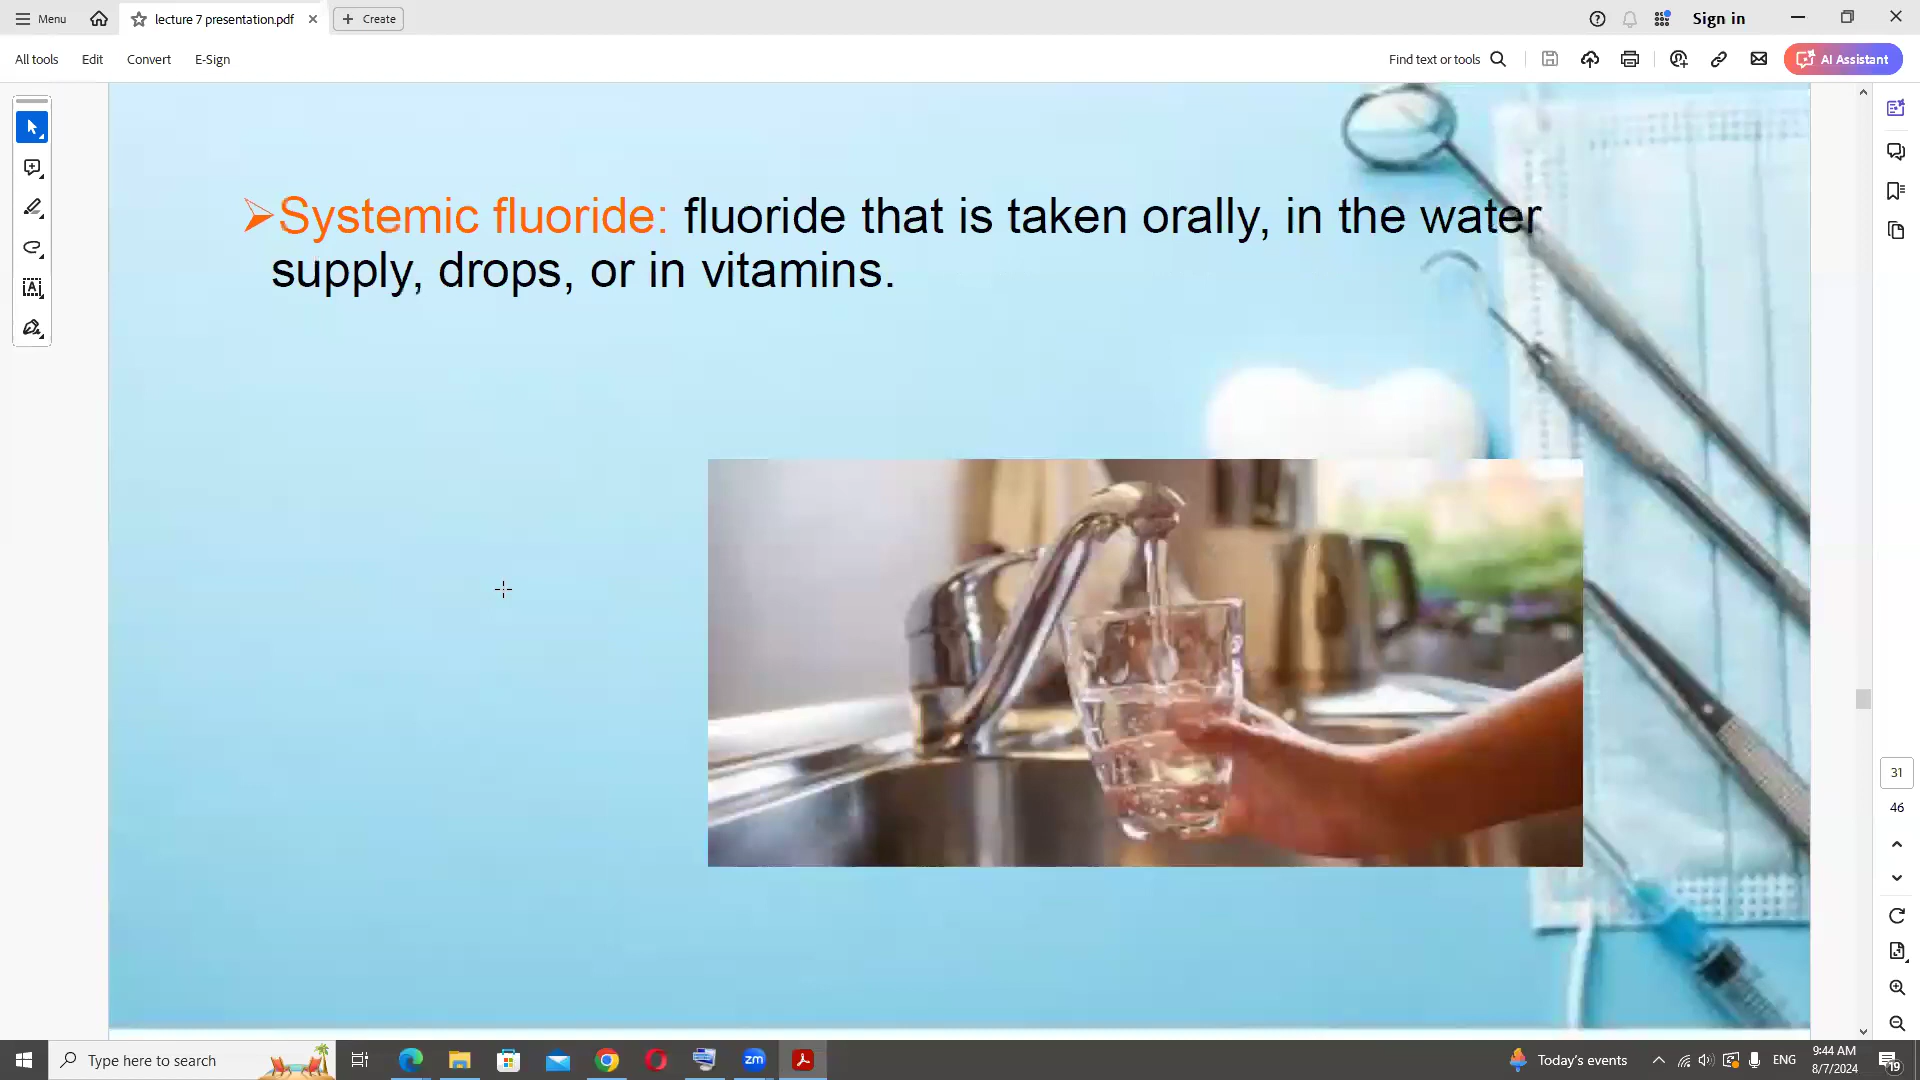 Menu
lecture 7 presentation.pdf
Create
Sign in
All tools
Edit
Convert
E-Sign
Find text or tools
AI Assistant
➢Systemic fluoride: fluoride that is taken orally, in the water
supply, drops, or in vitamins.
31
46
Type here to search
zm
Today's events
ENG
9:44 AM
8/7/2024
19